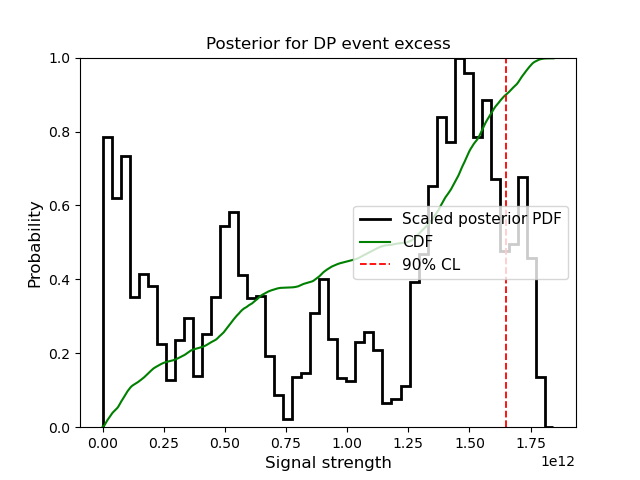 Posterior for DP event excess
Probability
1.0
0.8
0.6
0.4
0.2
0.0
Scaled posterior PDF
CDF
90% CL
0.00 0.25 0.50 0.75 1.00 1.25 1.50 1.75
1e12
Signal strength